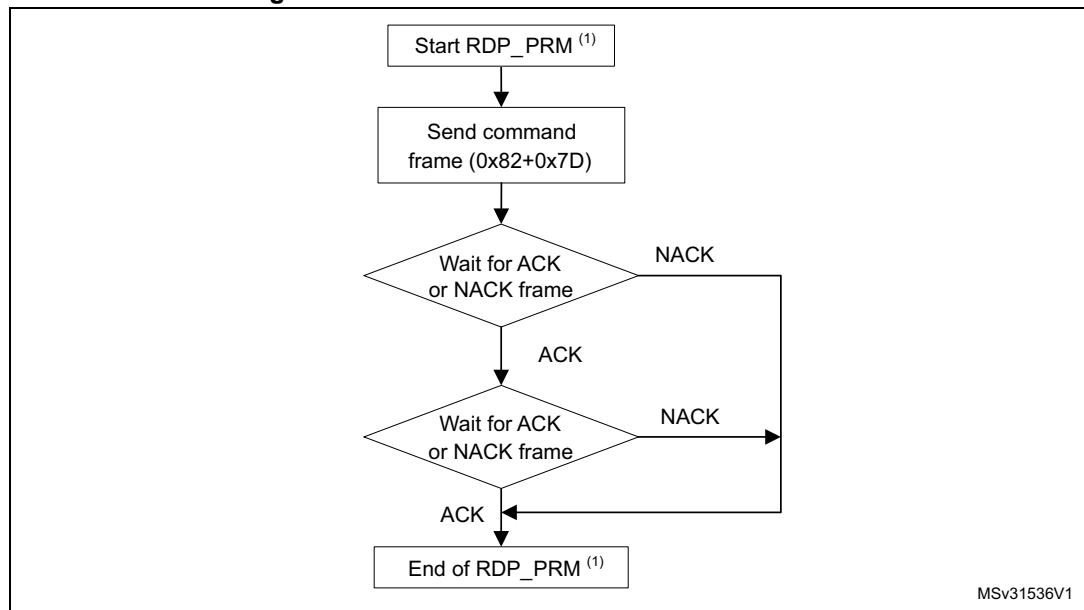 Start RDP_PRM (1)
Send command
frame (0x82+0x7D)
Wait for ACK
or NACK frame
NACK
ACK
Wait for ACK
or NACK frame
NACK
ACK
End of RDP_PRM (1)
MSv31536V1